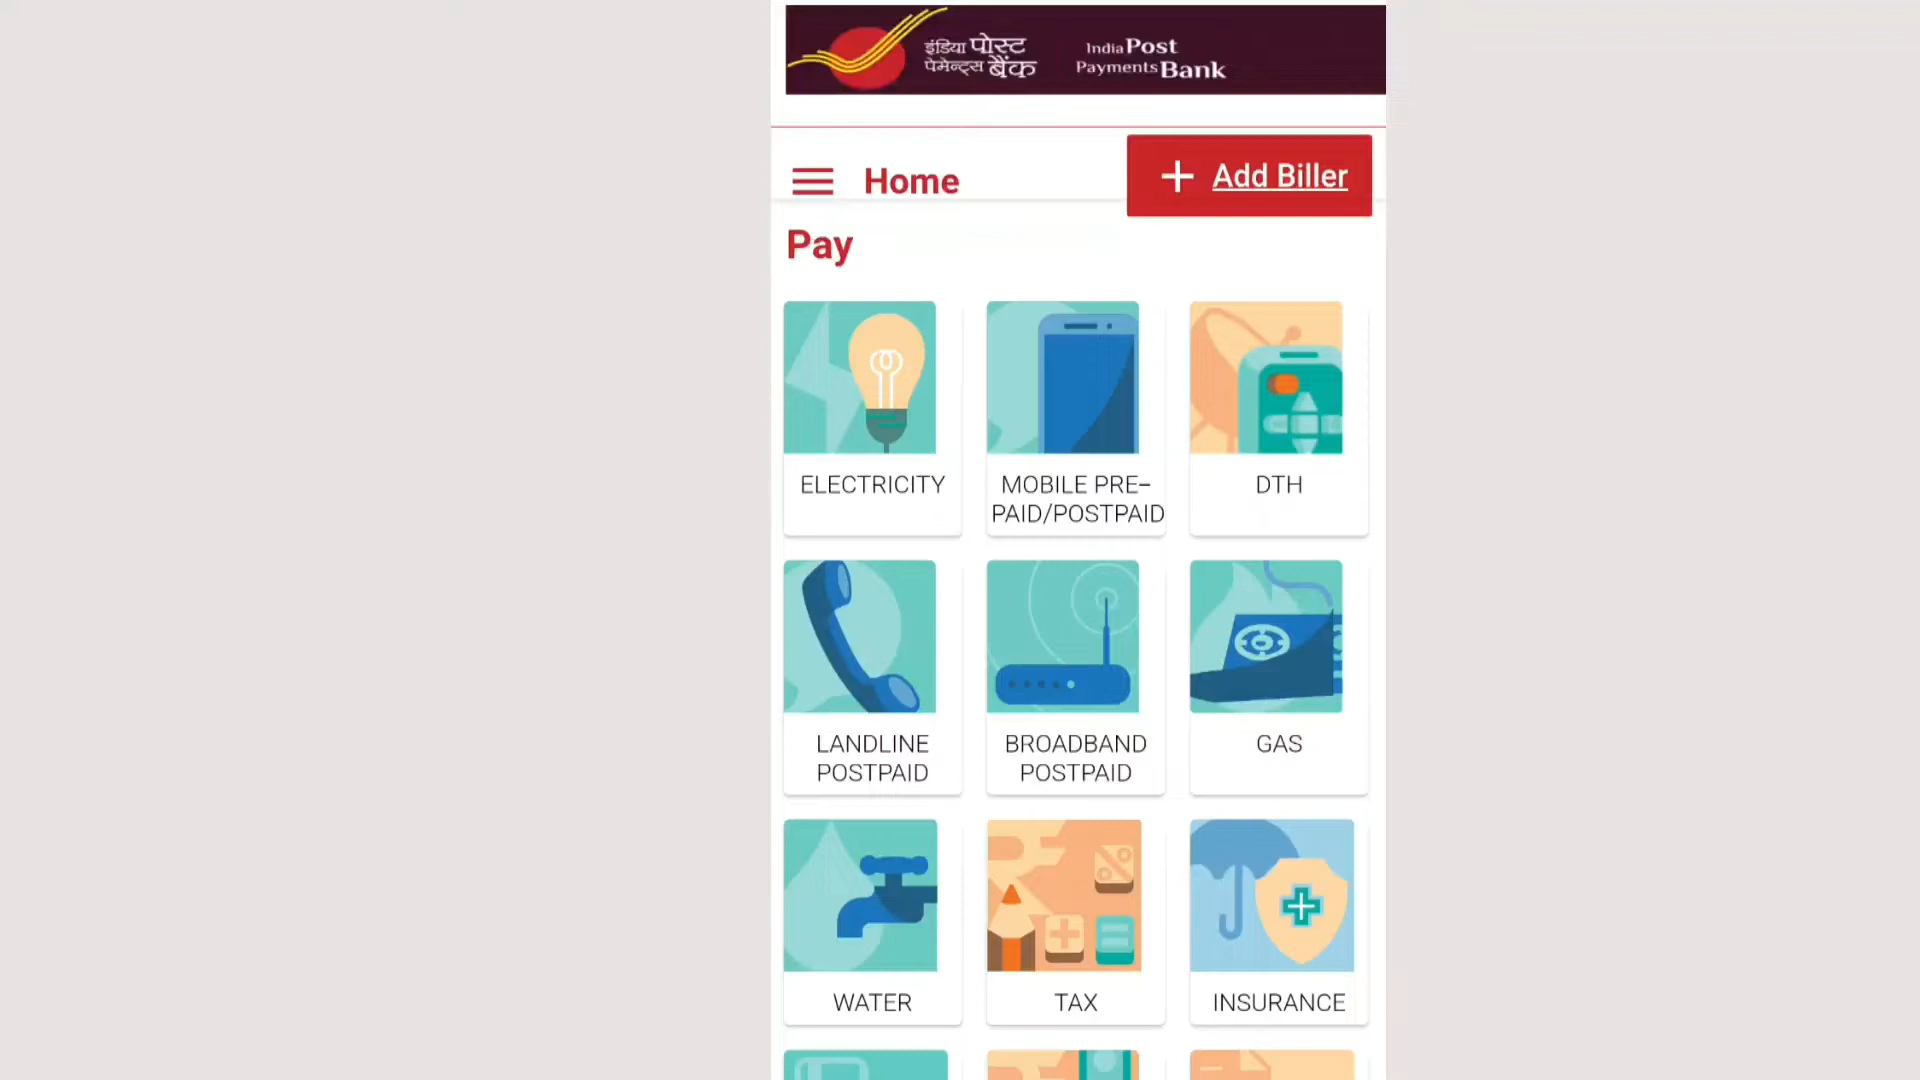 इंडिया पोस्ट
पेमेन्ट्स बैंक
India Post
Payments Bank
Home
+ Add Biller
Pay
ELECTRICITY
MOBILE PRE-
PAID/POSTPAID
DTH
LANDLINE
POSTPAID
BROADBAND
POSTPAID
GAS
WATER
TAX
INSURANCE